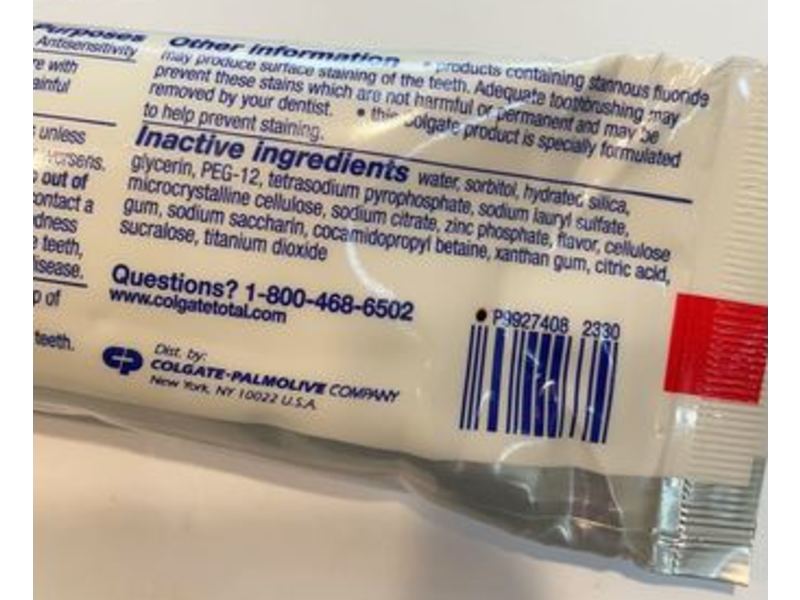 Purposes
Antisensitivity
with
ainful
unless
out of
contact a
dness
teeth,
disease.
of
teeth.
Other information • products containing stannous fluoride
may produce surface staining of the teeth. Adequate toothbrushing may
prevent these stains which are not harmful or permanent and may be
removed by your dentist. • this Colgate product is specially formulated
to help prevent staining.
Inactive ingredients water, sorbitol, hydrated silica,
glycerin, PEG-12, tetrasodium pyrophosphate, sodium lauryl sulfate,
microcrystalline cellulose, sodium citrate, zinc phosphate, flavor, cellulose
gum, sodium saccharin, cocamidopropyl betaine, xanthan gum, citric acid,
sucralose, titanium dioxide
Questions? 1-800-468-6502
www.colgatetotal.com
Dist. by:
CP COLGATE-PALMOLIVE COMPANY
New York, NY 10022 U.S.A.
P9927408 2330